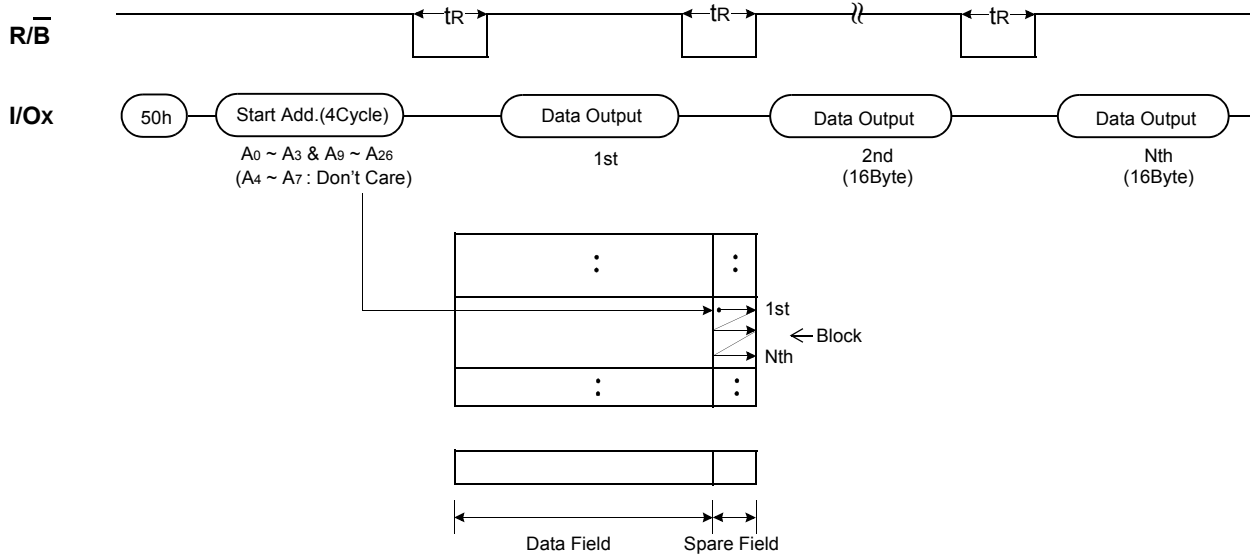 tR tR tR
R/B
I/Ox 50h Start Add.(4Cycle) Data Output Data Output Data Output
A0 ~ A3 & A9 ~ A26 1st 2nd Nth
(A4 ~ A7 : Don't Care) (16Byte) (16Byte)
1st
Block
Nth
Data Field Spare Field